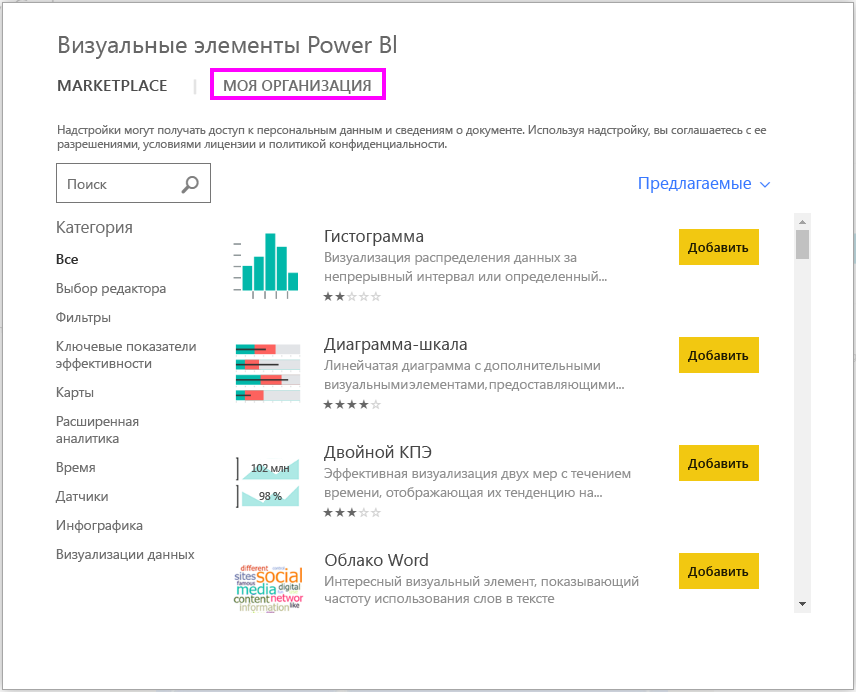 Визуальные элементы Power BI
MARKETPLACE | МОЯ ОРГАНИЗАЦИЯ
Надстройки могут получать доступ к персональным данным и сведениям о документе. Используя надстройку, вы соглашаетесь с ее
разрешениями, условиями лицензии и политикой конфиденциальности.
Поиск
Предлагаемые
Категория
Все
Выбор редактора
Фильтры
Ключевые показатели
эффективности
Карты
Расширенная
аналитика
Время
Датчики
Инфографика
Визуализации данных
Гистограмма
Визуализация распределения данных за
непрерывный интервал или определенный...
Добавить
Диаграмма-шкала
Линейчатая диаграмма с дополнительными
визуальными элементами, предоставляющими...
Добавить
102 млн
98 %
Двойной КПЭ
Эффективная визуализация двух мер с течением
времени, отображающая их тенденцию на...
Добавить
different
sites social
famous
media digital
content networ
information like
Облако Word
Интересный визуальный элемент, показывающий
частоту использования слов в тексте
Добавить